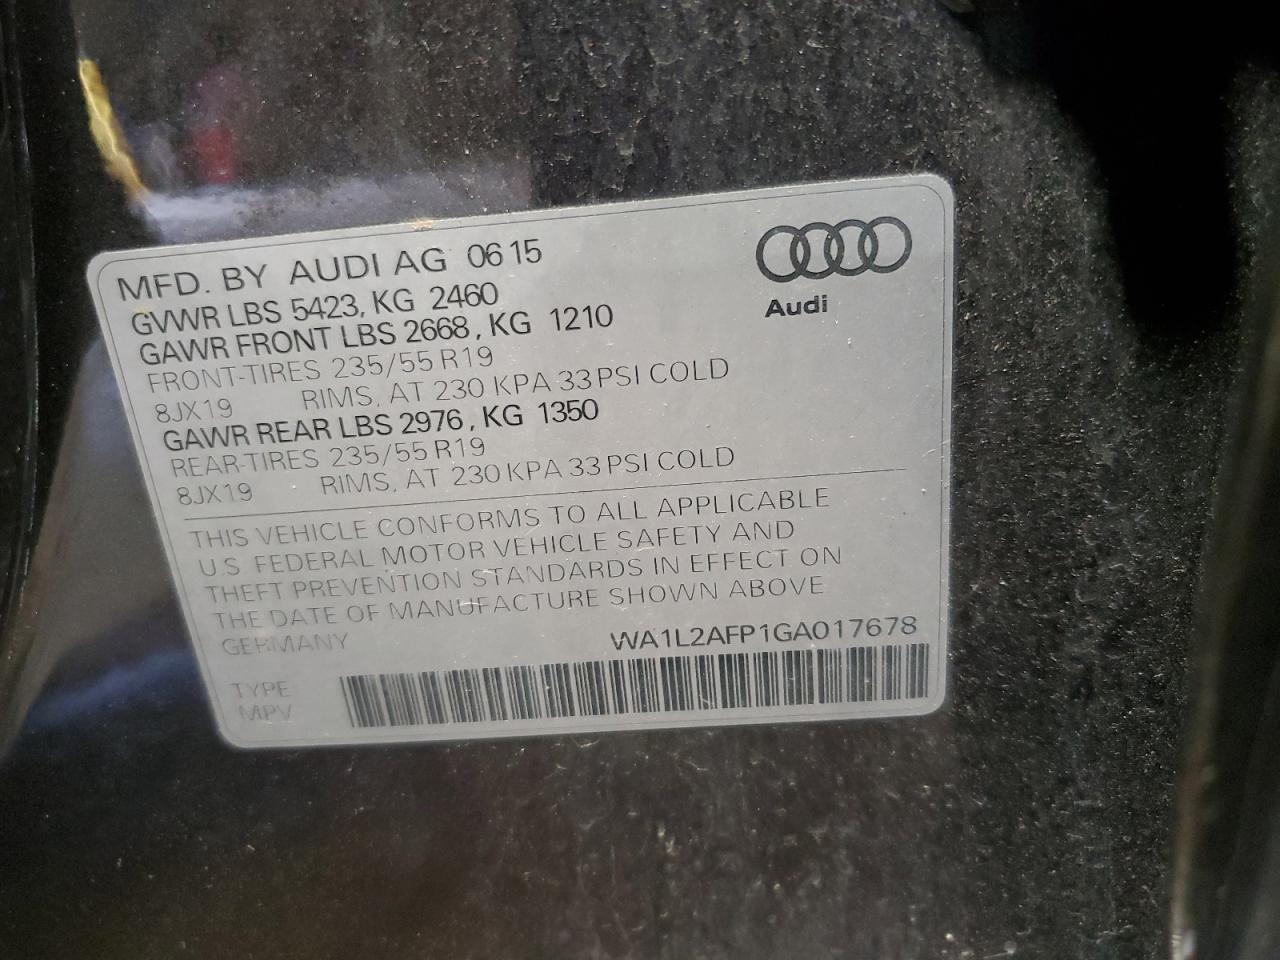 MFD. BY AUDI AG 06 15
GVWR LBS 5423, KG 2460
GAWR FRONT LBS 2668, KG 1210
FRONT-TIRES 235/55 R19
8JX19 RIMS, AT 230 KPA 33 PSI COLD
GAWR REAR LBS 2976, KG 1350
REAR-TIRES 235/55 R19
8JX19 RIMS, AT 230 KPA 33 PSI COLD
Audi
THIS VEHICLE CONFORMS TO ALL APPLICABLE
U.S FEDERAL MOTOR VEHICLE SAFETY AND
THEFT PREVENTION STANDARDS IN EFFECT ON
THE DATE OF MANUFACTURE SHOWN ABOVE
GERMANY WA1L2AFP1GA017678
TYPE
MPV